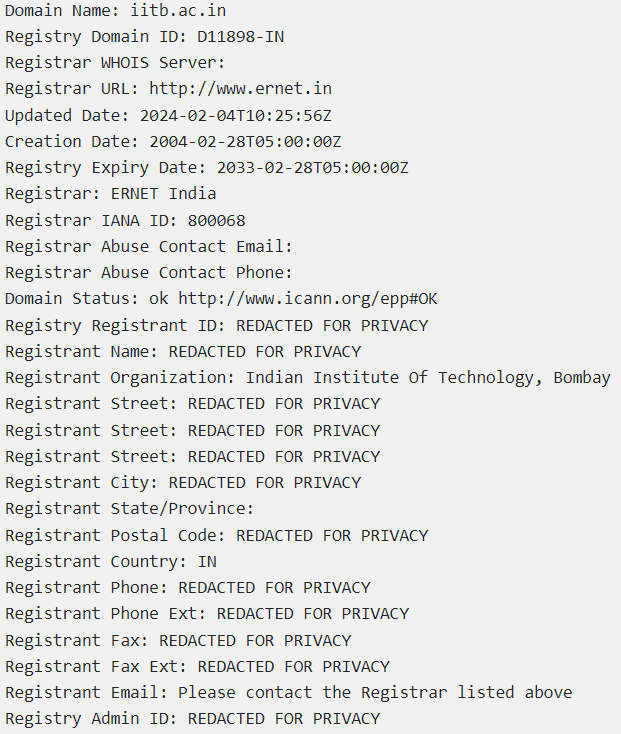 Domain Name: iitb.ac.in
Registry Domain ID: D11898-IN
Registrar WHOIS Server:
Registrar URL: http://www.ernet.in
Updated Date: 2024-02-04T10:25:56Z
Creation Date: 2004-02-28T05:00:00Z
Registry Expiry Date: 2033-02-28T05:00:00Z
Registrar: ERNET India
Registrar IANA ID: 800068
Registrar Abuse Contact Email:
Registrar Abuse Contact Phone:
Domain Status: ok http://www.icann.org/epp#OK
Registry Registrant ID: REDACTED FOR PRIVACY
Registrant Name: REDACTED FOR PRIVACY
Registrant Organization: Indian Institute Of Technology, Bombay
Registrant Street: REDACTED FOR PRIVACY
Registrant Street: REDACTED FOR PRIVACY
Registrant Street: REDACTED FOR PRIVACY
Registrant City: REDACTED FOR PRIVACY
Registrant State/Province:
Registrant Postal Code: REDACTED FOR PRIVACY
Registrant Country: IN
Registrant Phone: REDACTED FOR PRIVACY
Registrant Phone Ext: REDACTED FOR PRIVACY
Registrant Fax: REDACTED FOR PRIVACY
Registrant Fax Ext: REDACTED FOR PRIVACY
Registrant Email: Please contact the Registrar listed above
Registry Admin ID: REDACTED FOR PRIVACY